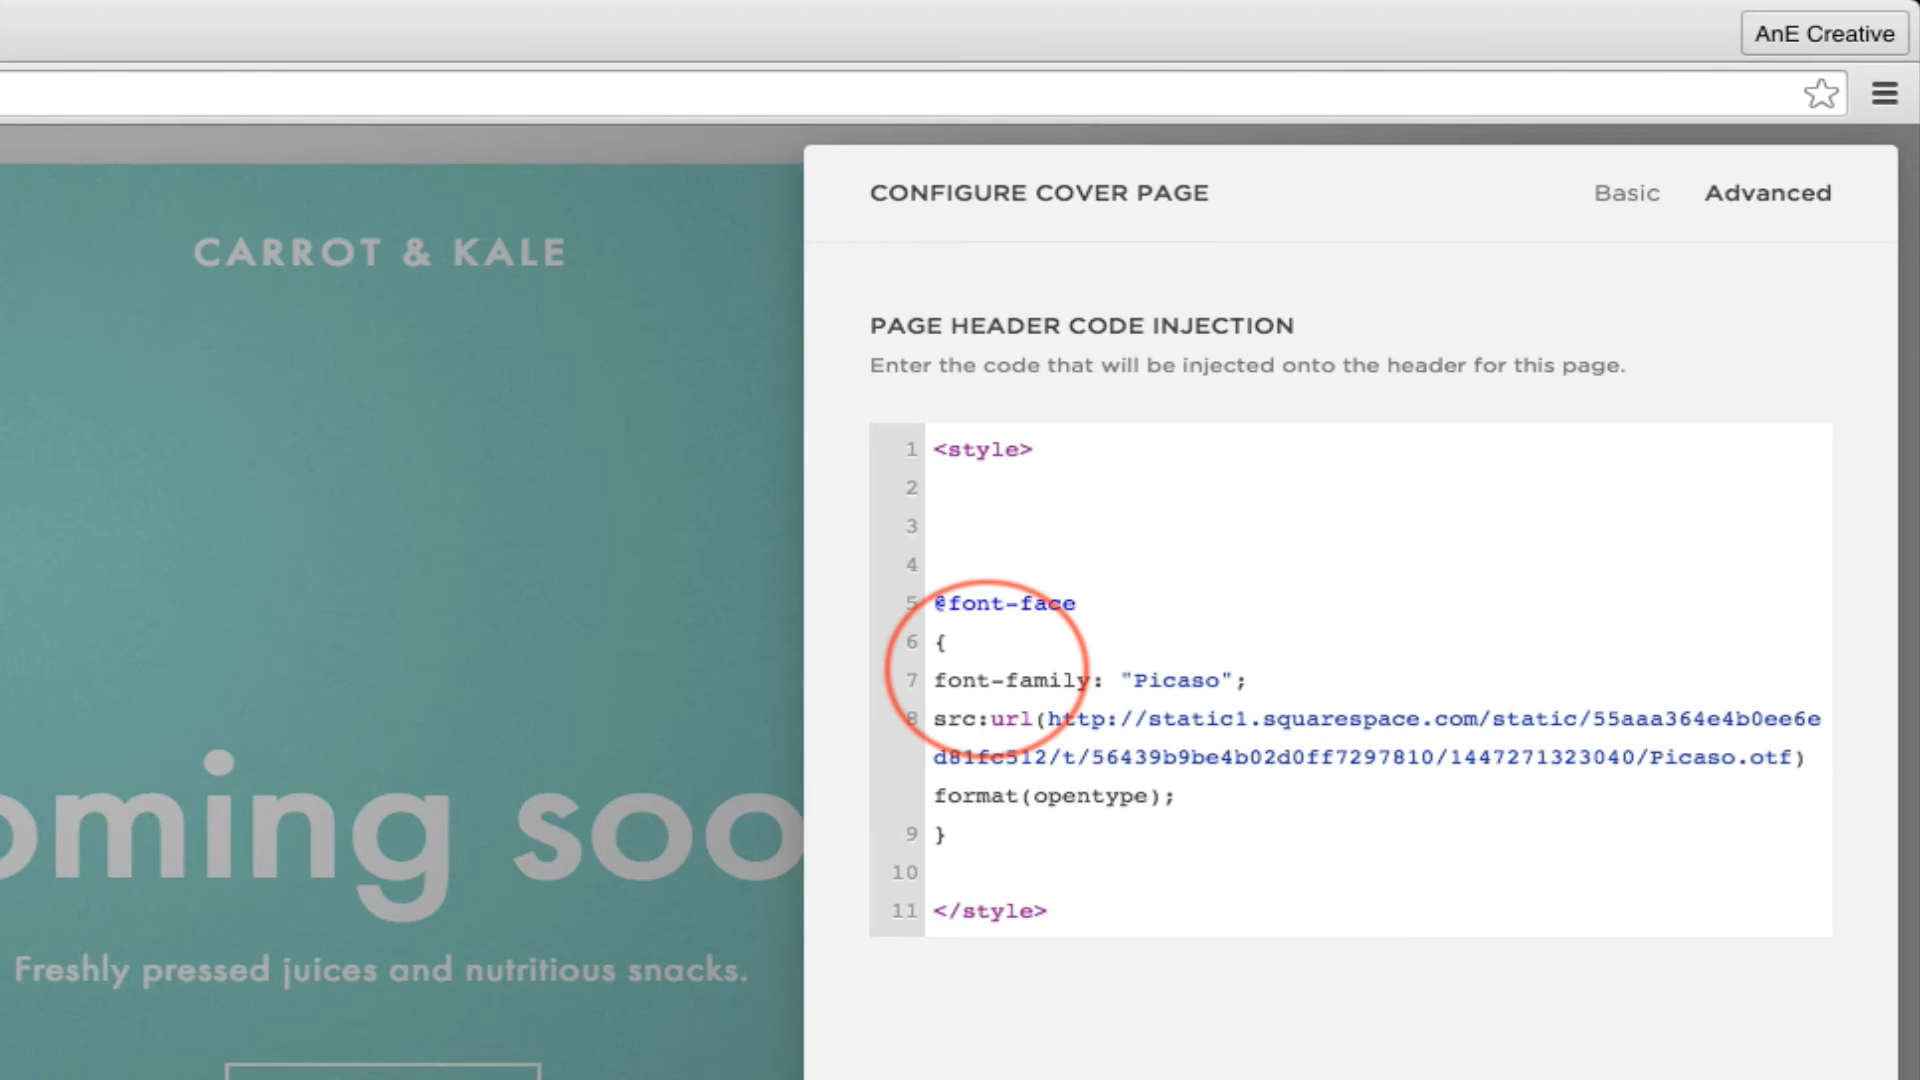 AnE Creative
CARROT & KALE
oming soo
Freshly pressed juices and nutritious snacks.
CONFIGURE COVER PAGE
Basic Advanced
PAGE HEADER CODE INJECTION
Enter the code that will be injected onto the header for this page.
1 <style>
2
3
4
5 @font-face
6 {
7 font-family: "Picaso";
8 src:url(http://static1.squarespace.com/static/55aaa364e4b0ee6e
d81fc512/t/56439b9be4b02d0ff7297810/1447271323040/Picaso.otf)
format(opentype);
9 }
10
11 </style>